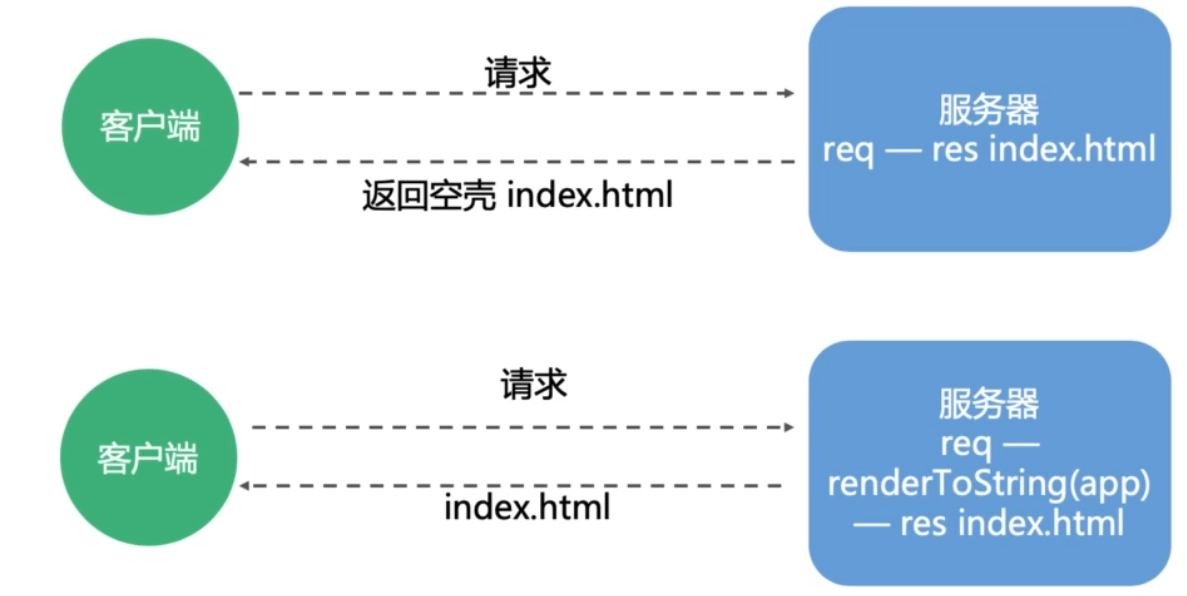 请求
客户端
服务器
req — res index.html
返回空壳 index.html
请求
客户端
服务器
req —
renderToString(app)
— res index.html
index.html